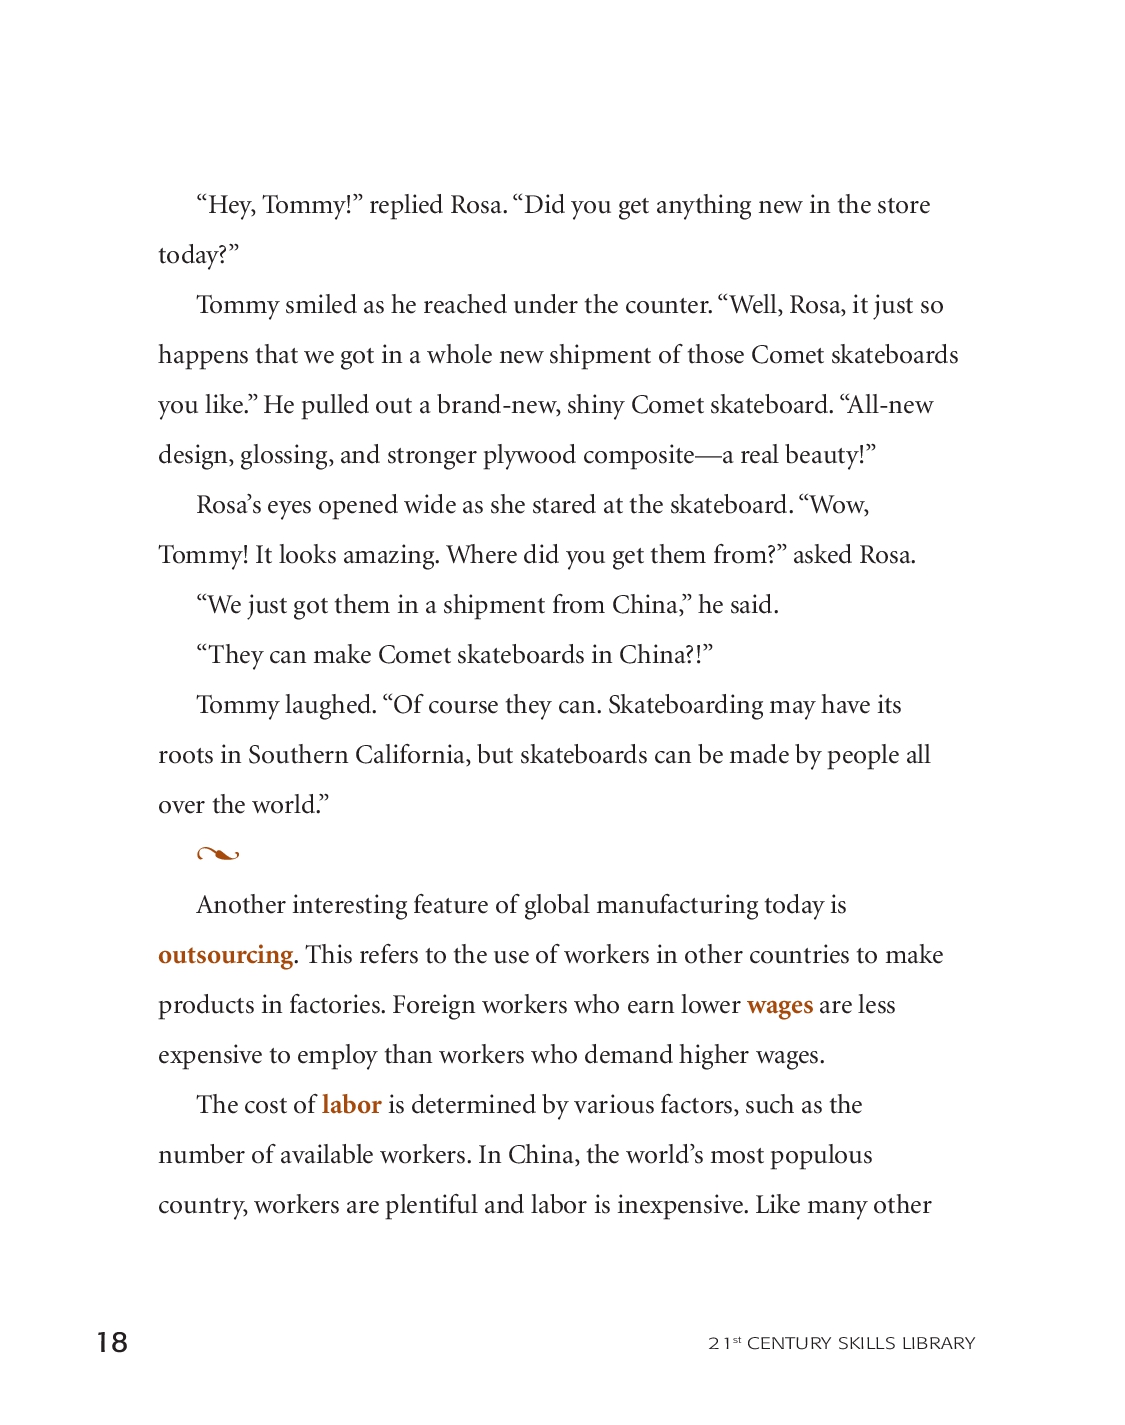 “Hey, Tommy!” replied Rosa. “Did you get anything new in the store
today?”
Tommy smiled as he reached under the counter. “Well, Rosa, it just so
happens that we got in a whole new shipment of those Comet skateboards
you like.” He pulled out a brand-new, shiny Comet skateboard. “All-new
design, glossing, and stronger plywood composite—a real beauty!”
Rosa’s eyes opened wide as she stared at the skateboard. “Wow,
Tommy! It looks amazing. Where did you get them from?” asked Rosa.
“We just got them in a shipment from China,” he said.
“They can make Comet skateboards in China?!”
Tommy laughed. “Of course they can. Skateboarding may have its
roots in Southern California, but skateboards can be made by people all
over the world.”
Another interesting feature of global manufacturing today is
outsourcing. This refers to the use of workers in other countries to make
products in factories. Foreign workers who earn lower wages are less
expensive to employ than workers who demand higher wages.
The cost of labor is determined by various factors, such as the
number of available workers. In China, the world’s most populous
country, workers are plentiful and labor is inexpensive. Like many other
18
21st CENTURY SKILLS LIBRARY